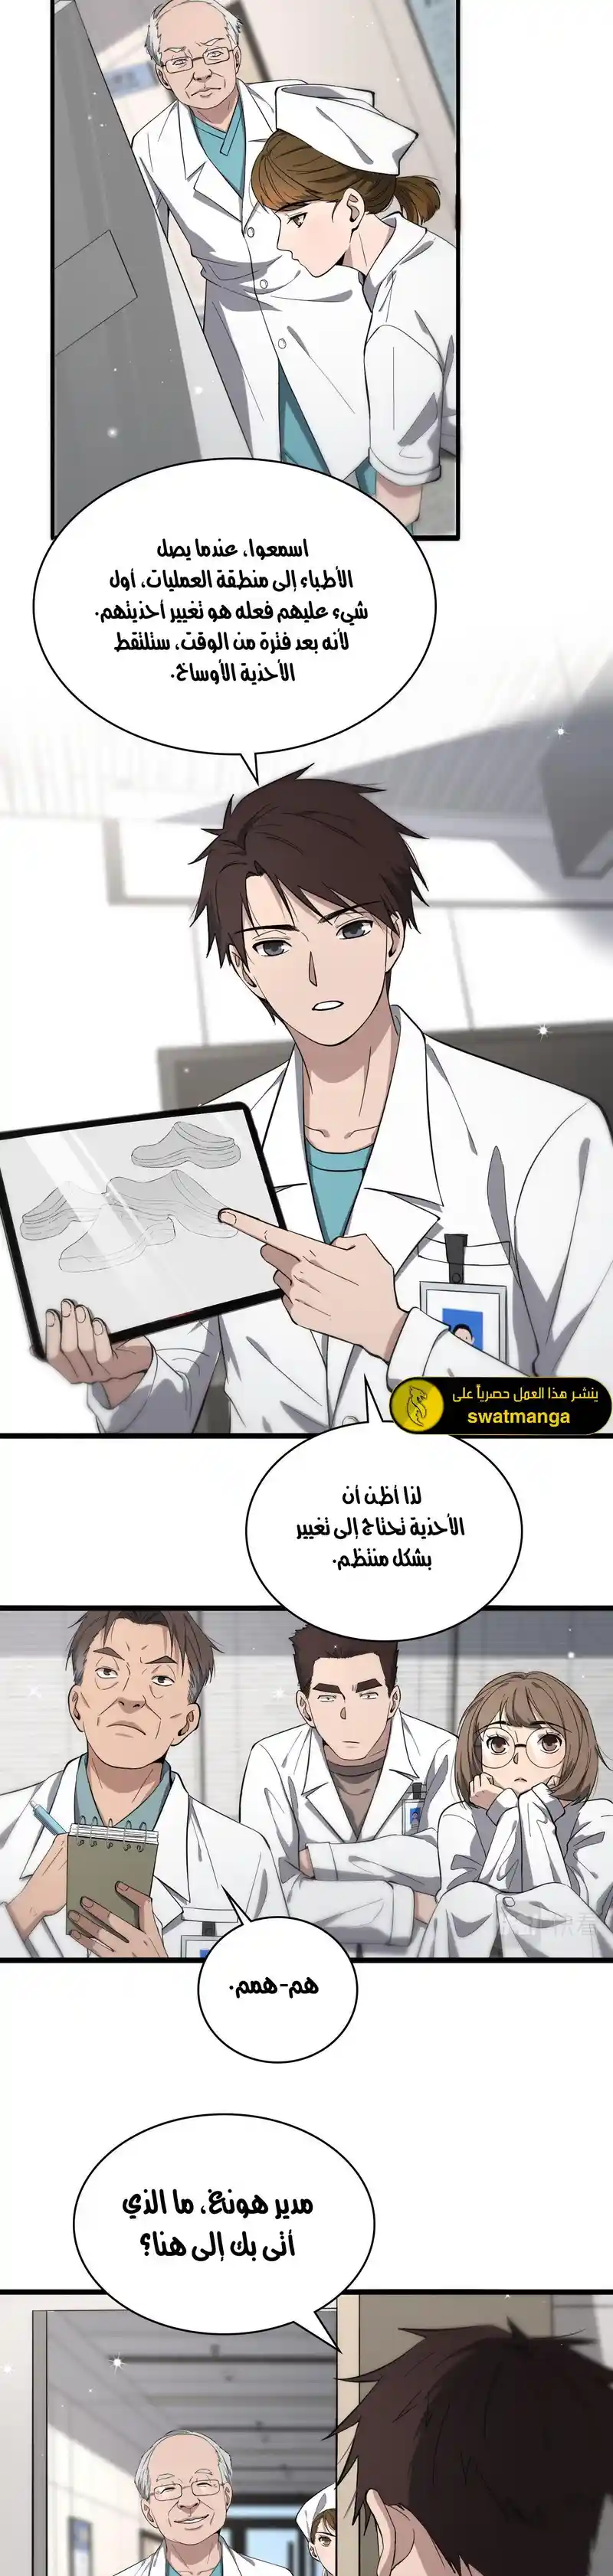 اسمعوا، عندما يصل
الأطباء إلى منطقة العمليات، أول
شيء عليهم فعله هو تغيير أحذيتهم.
لأنه بعد فترة من الوقت، ستلتقط
الأحذية الأوساخ.
ينشر هذا العمل حصرياً على
swatmanga
لذا أظن أن
الأحذية تحتاج إلى تغيير
بشكل منتظم.
هم-همم.
مدير هونغ، ما الذي
أتى بك إلى هنا؟